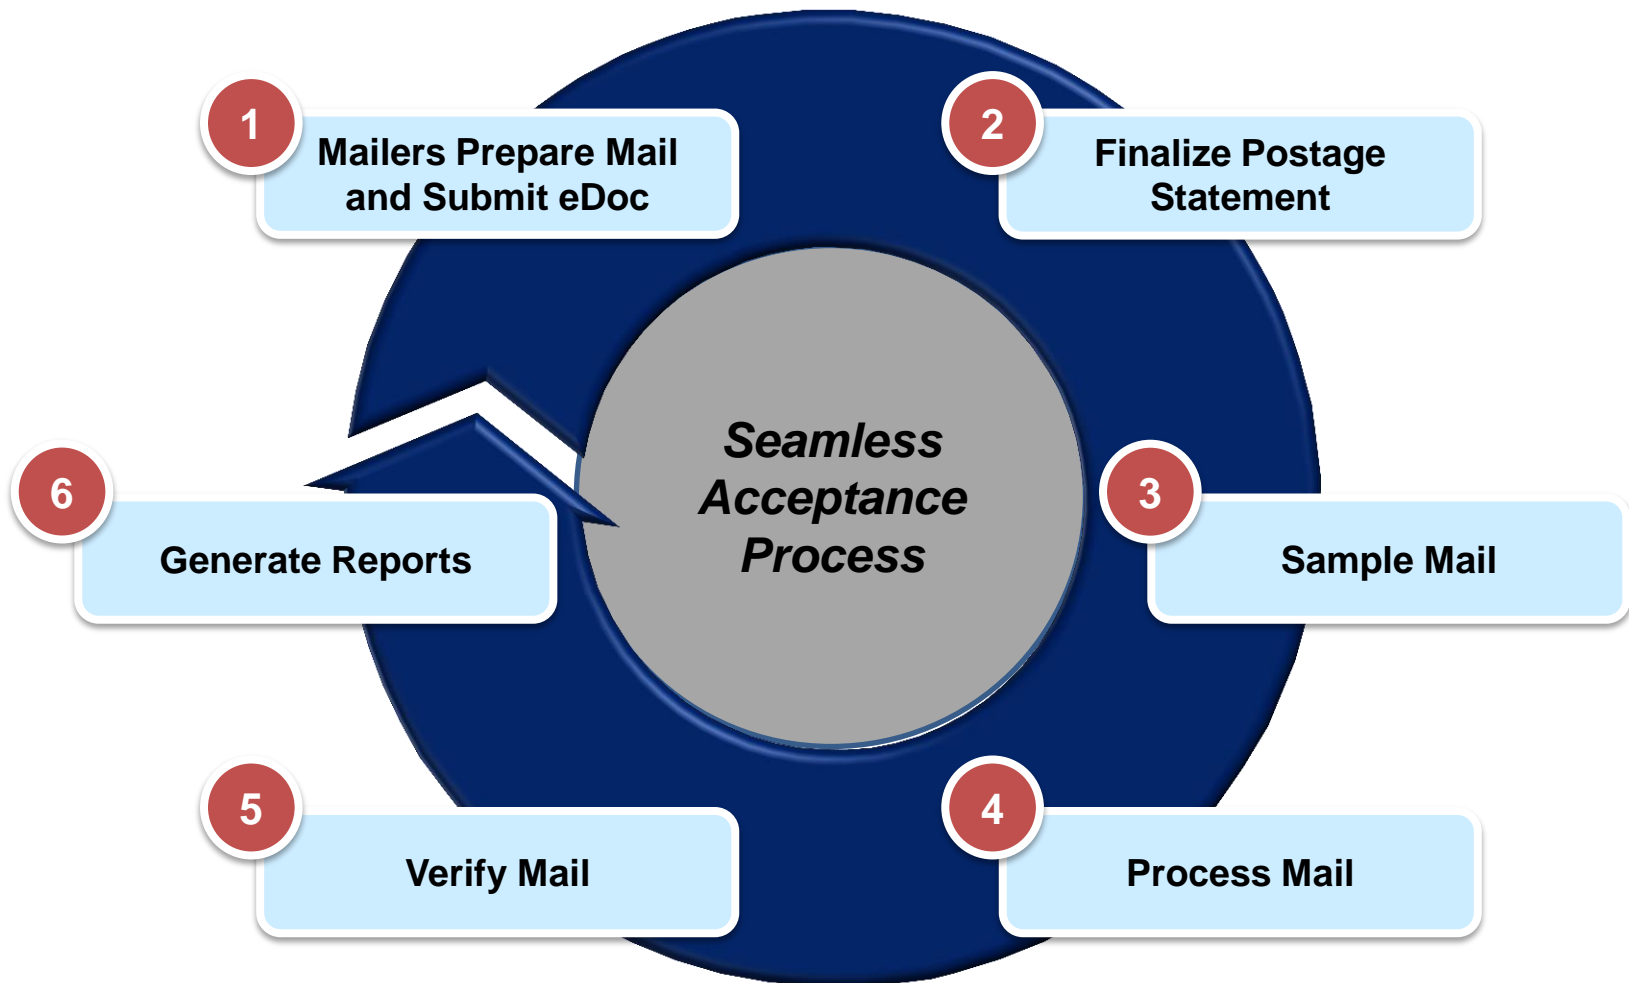 1
Mailers Prepare Mail
and Submit eDoc
2
Finalize Postage
Statement
3
Sample Mail
4
Process Mail
5
Verify Mail
6
Generate Reports
Seamless
Acceptance
Process